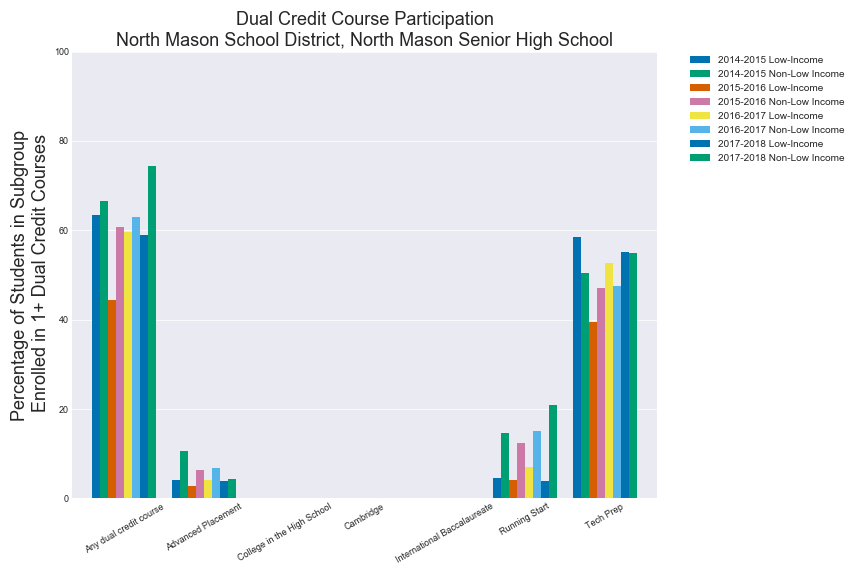 Dual Credit Course Participation
North Mason School District, North Mason Senior High School
Percentage of Students in Subgroup
Enrolled in 1+ Dual Credit Courses
100
80
60
40
20
0
Any dual credit course
Advanced Placement
College in the High School
Cambridge
International Baccalaureate
Running Start
Tech Prep
2014-2015 Low-Income
2014-2015 Non-Low Income
2015-2016 Low-Income
2015-2016 Non-Low Income
2016-2017 Low-Income
2016-2017 Non-Low Income
2017-2018 Low-Income
2017-2018 Non-Low Income